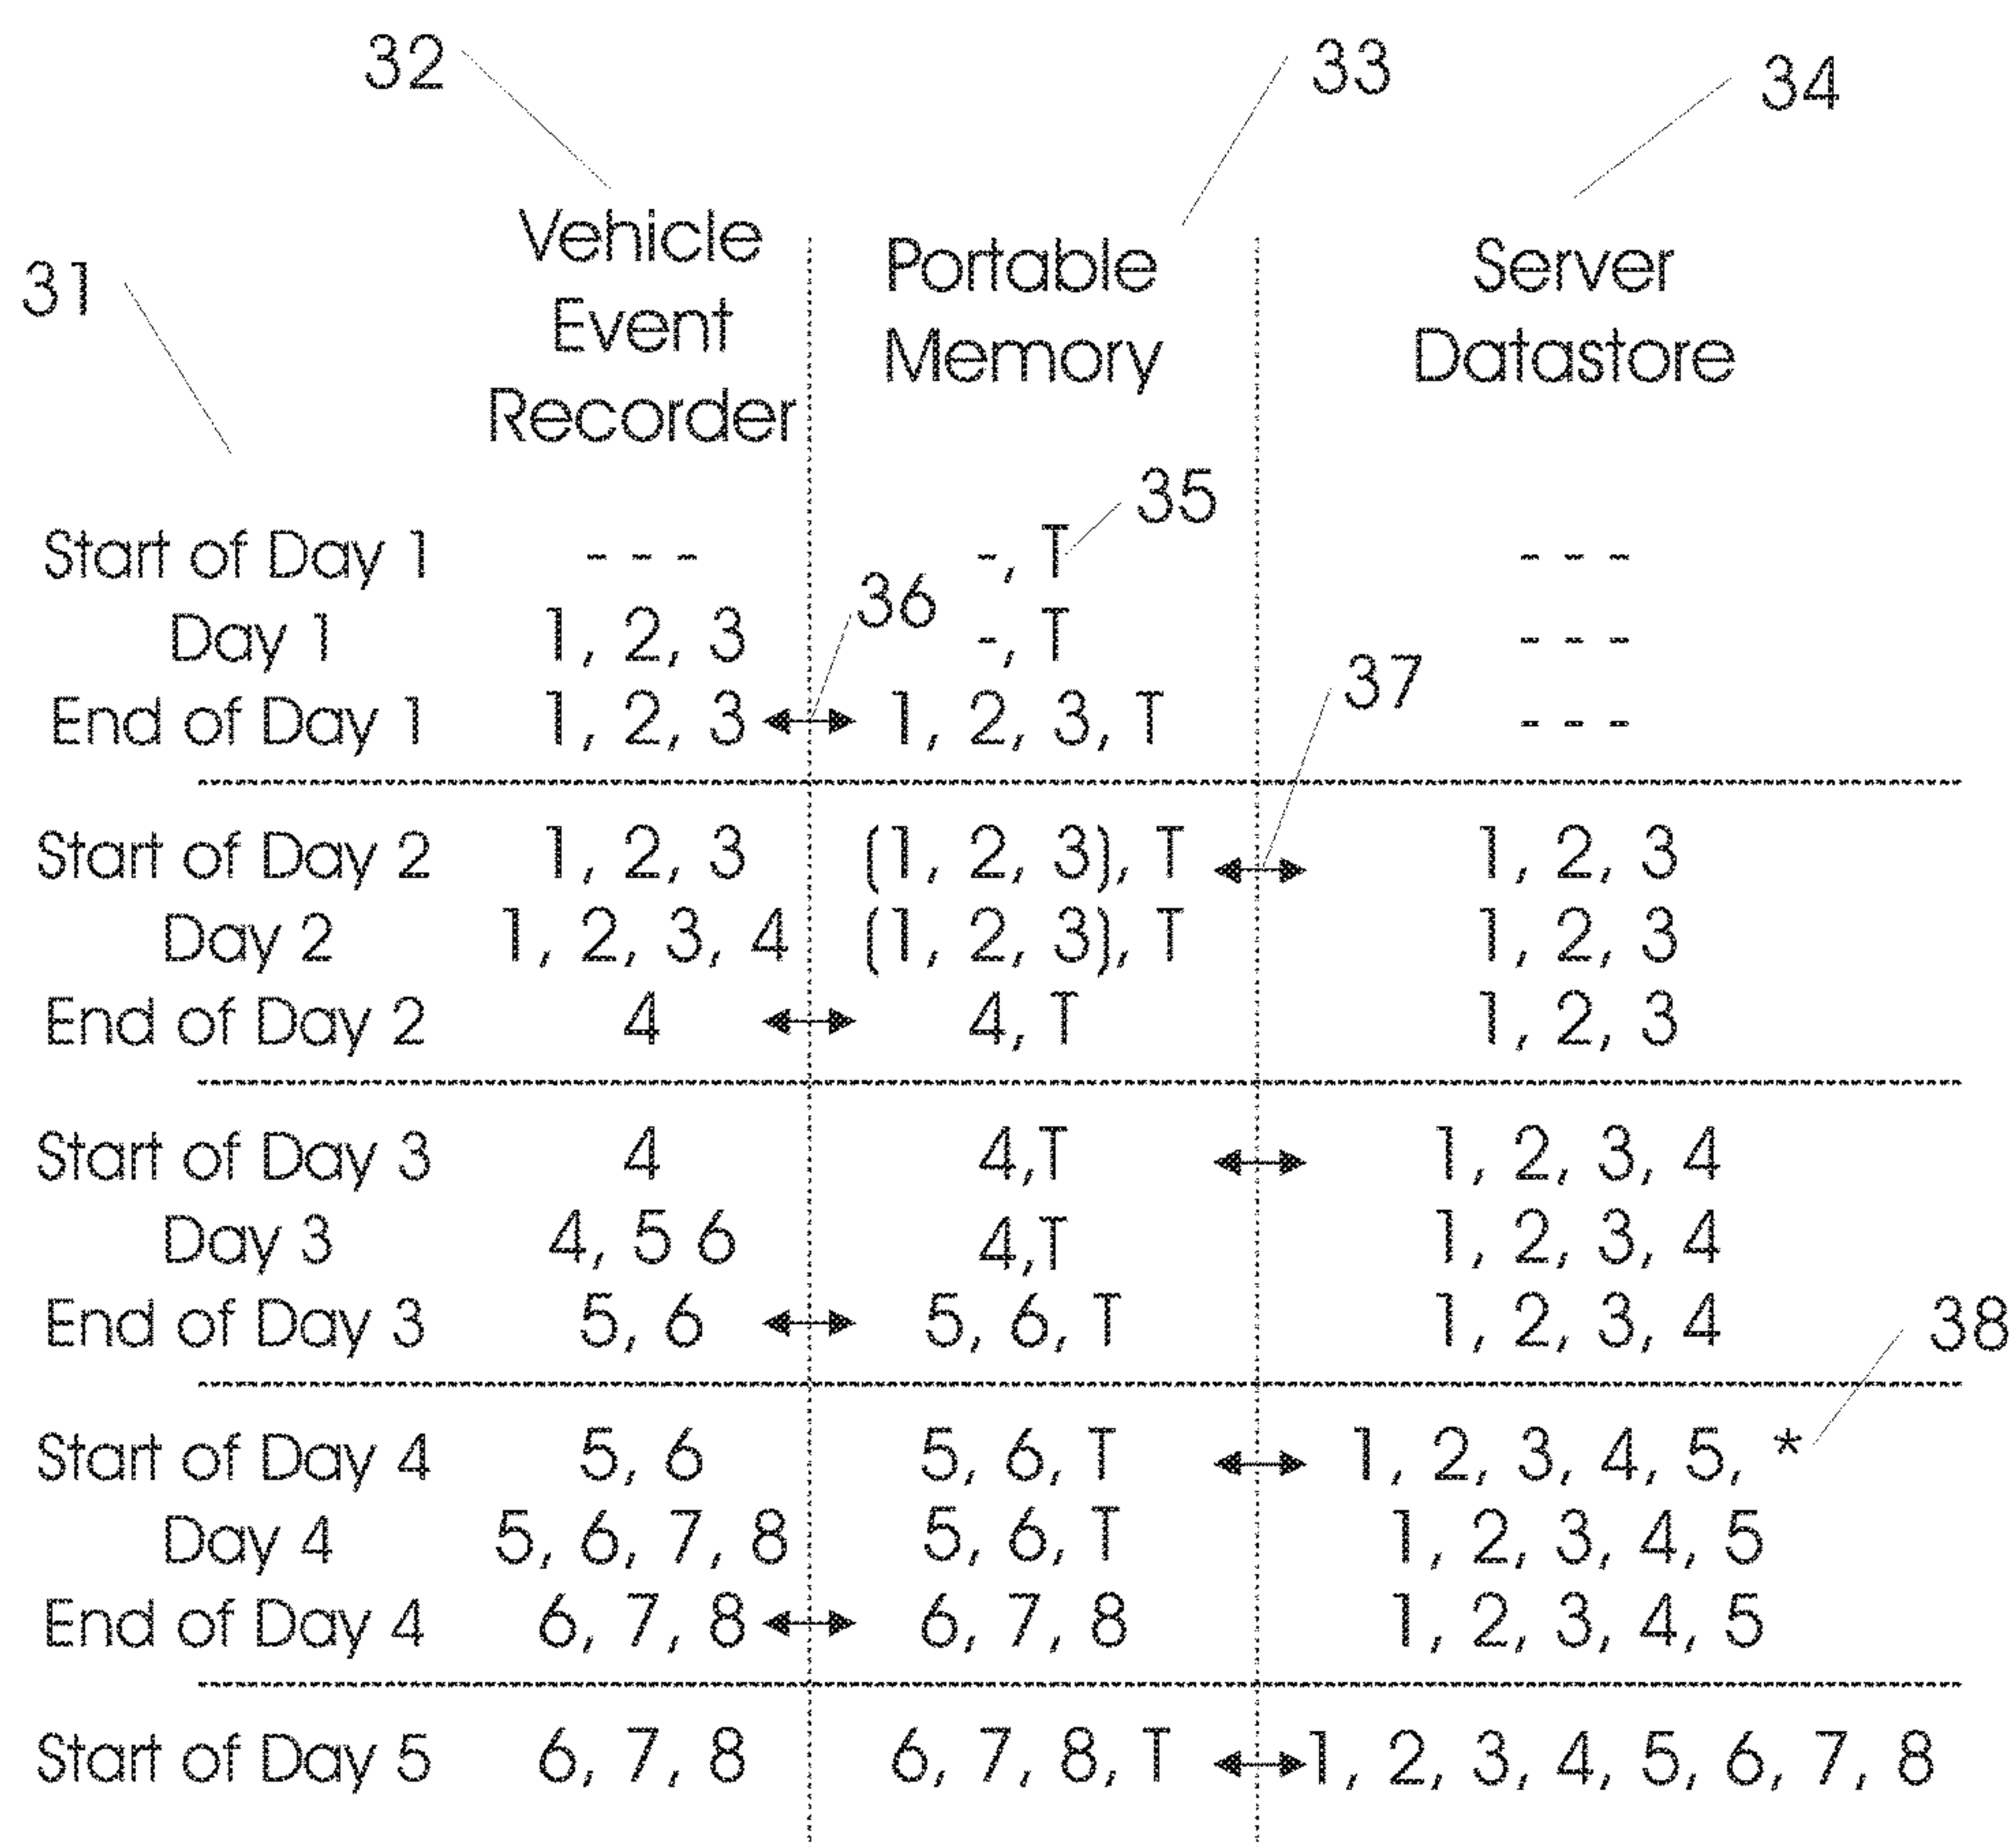 32
33
34
31
Vehicle
Event
Recorder
Portable
Memory
Server
Datastore
35
Start of Day 1 - - - -, T - - -
36
Day 1 1, 2, 3 -, T - - -
37
End of Day 1 1, 2, 3 1, 2, 3, T - - -
Start of Day 2 1, 2, 3 (1, 2, 3), T 1, 2, 3
Day 2 1, 2, 3, 4 (1, 2, 3), T 1, 2, 3
End of Day 2 4 4, T 1, 2, 3
Start of Day 3 4 4,T 1, 2, 3, 4
Day 3 4, 5 6 4,T 1, 2, 3, 4
End of Day 3 5, 6 5, 6, T 1, 2, 3, 4
38
Start of Day 4 5, 6 5, 6, T 1, 2, 3, 4, 5, *
Day 4 5, 6, 7, 8 5, 6, T 1, 2, 3, 4, 5
End of Day 4 6, 7, 8 6, 7, 8 1, 2, 3, 4, 5
Start of Day 5 6, 7, 8 6, 7, 8, T 1, 2, 3, 4, 5, 6, 7, 8